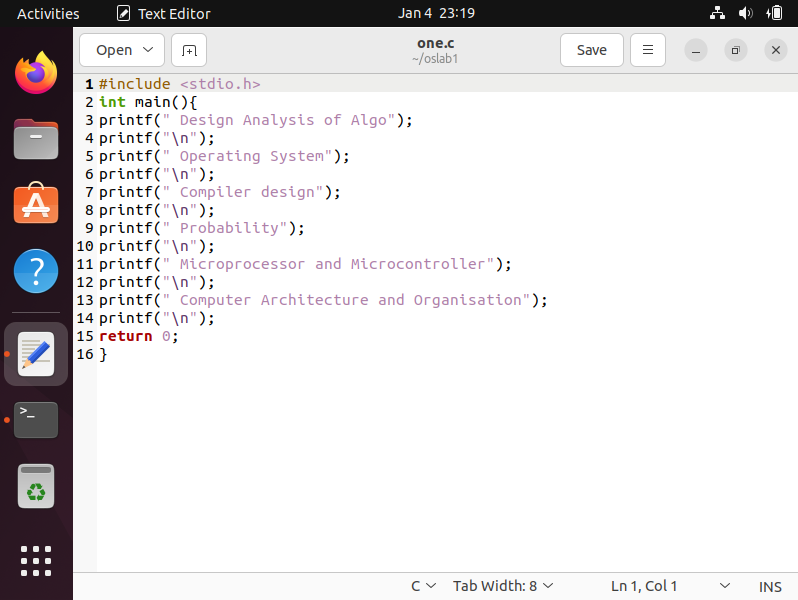 Activities Text Editor Jan 4 23:19
Open one.c Save
~/oslab1
1 #include <stdio.h>
2 int main(){
3 printf(" Design Analysis of Algo");
4 printf("\n");
5 printf(" Operating System");
6 printf("\n");
7 printf(" Compiler design");
8 printf("\n");
9 printf(" Probability");
10 printf("\n");
11 printf(" Microprocessor and Microcontroller");
12 printf("\n");
13 printf(" Computer Architecture and Organisation");
14 printf("\n");
15 return 0;
16 }
C Tab Width: 8 Ln 1, Col 1 INS